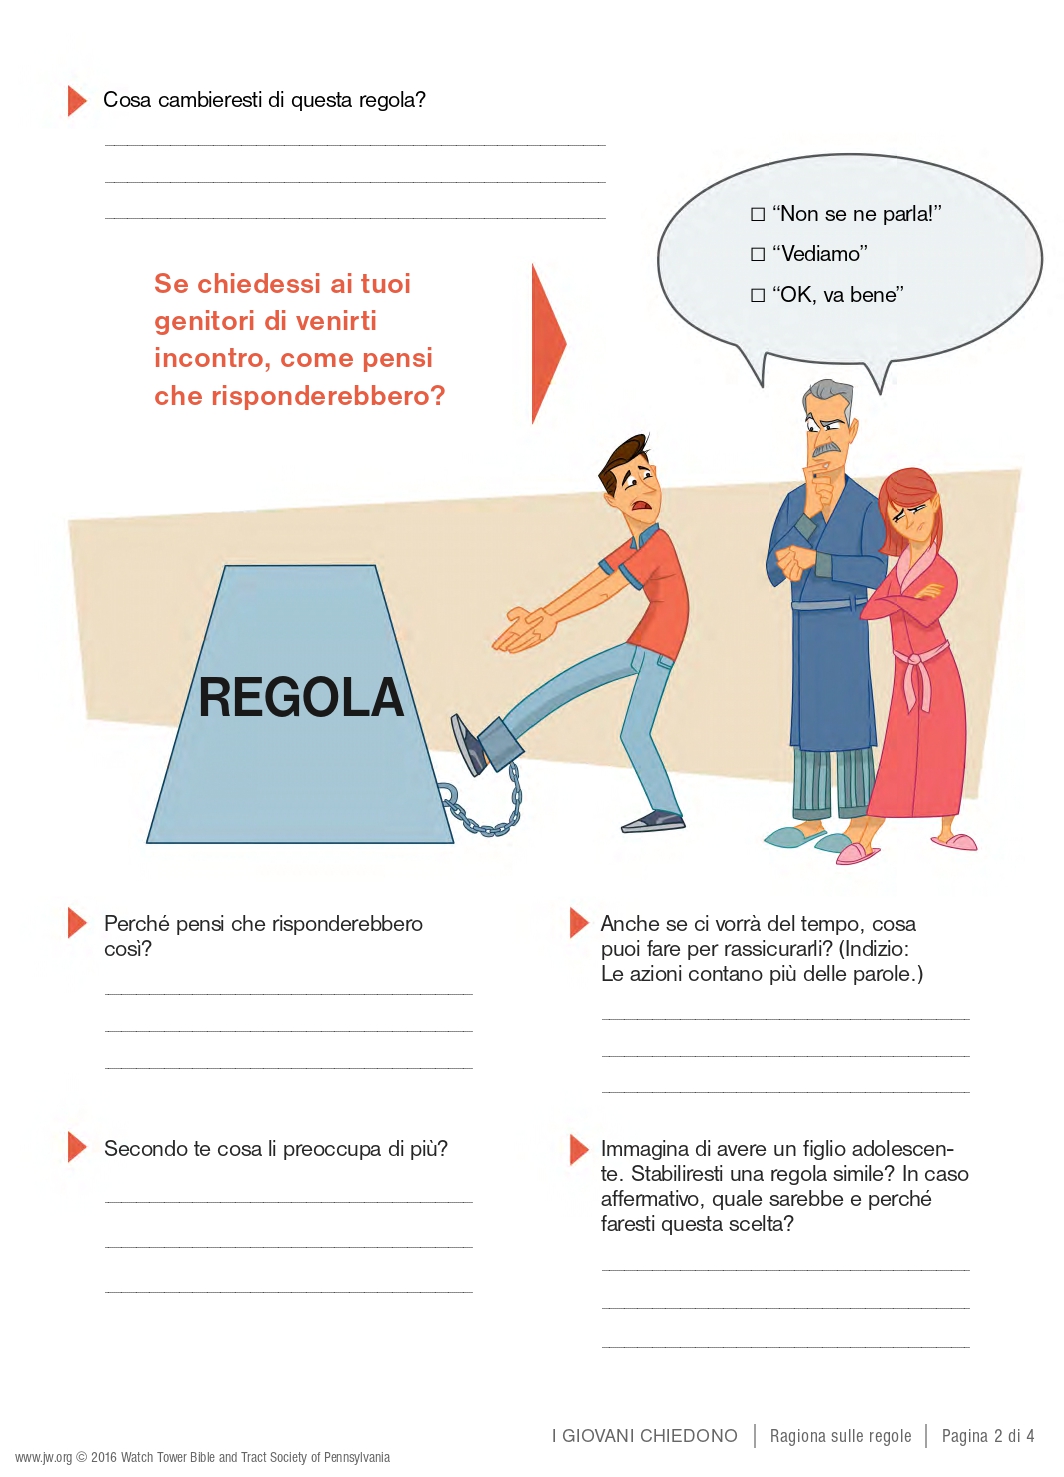 Cosa cambieresti di questa regola?
□ “Non se ne parla!”
□ “Vediamo”
□ “OK, va bene”
Se chiedessi ai tuoi
genitori di venirti
incontro, come pensi
che risponderebbero?
REGOLA
Perché pensi che risponderebbero
così?
Secondo te cosa li preoccupa di più?
Anche se ci vorrà del tempo, cosa
puoi fare per rassicurarli? (Indizio:
Le azioni contano più delle parole.)
Immagina di avere un figlio adolescen-
te. Stabiliresti una regola simile? In caso
affermativo, quale sarebbe e perché
faresti questa scelta?
I GIOVANI CHIEDONO | Ragiona sulle regole | Pagina 2 di 4
www.jw.org © 2016 Watch Tower Bible and Tract Society of Pennsylvania